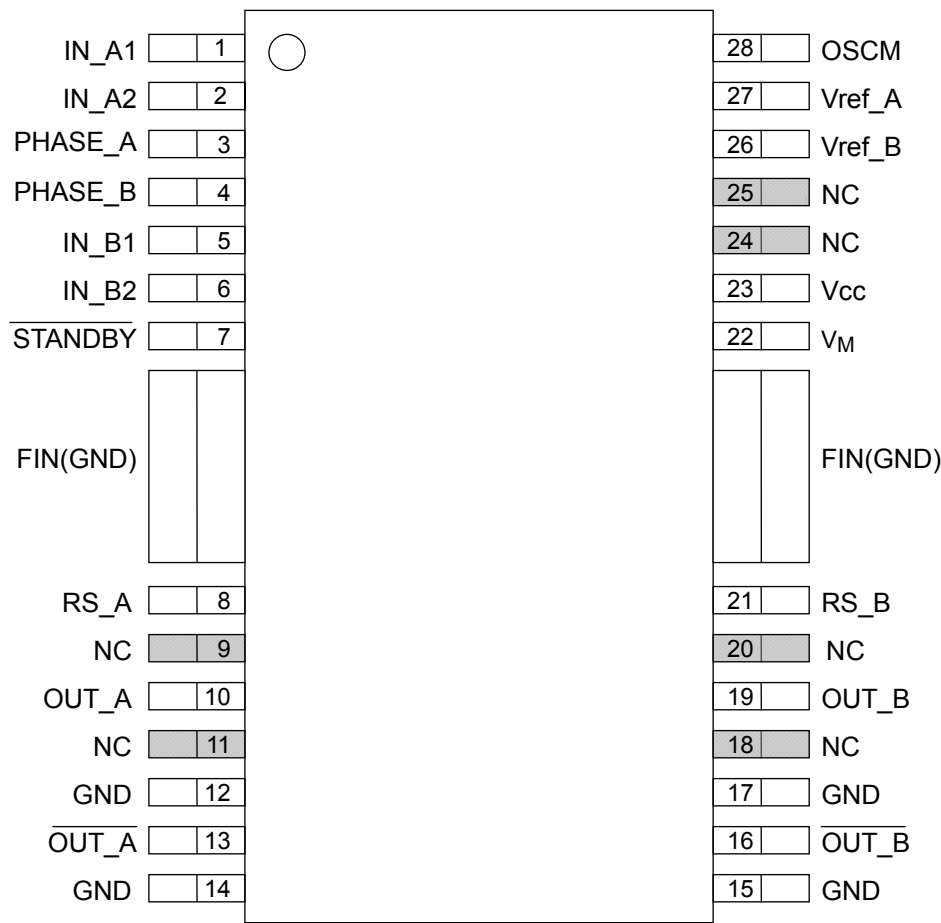 IN_A1 1 28 OSCM
IN_A2 2 27 Vref_A
PHASE_A 3 26 Vref_B
PHASE_B 4 25 NC
IN_B1 5 24 NC
IN_B2 6 23 Vcc
STANDBY 7 22 VM
FIN(GND) FIN(GND)
RS_A 8 21 RS_B
NC 9 20 NC
OUT_A 10 19 OUT_B
NC 11 18 NC
GND 12 17 GND
OUT_A 13 16 OUT_B
GND 14 15 GND